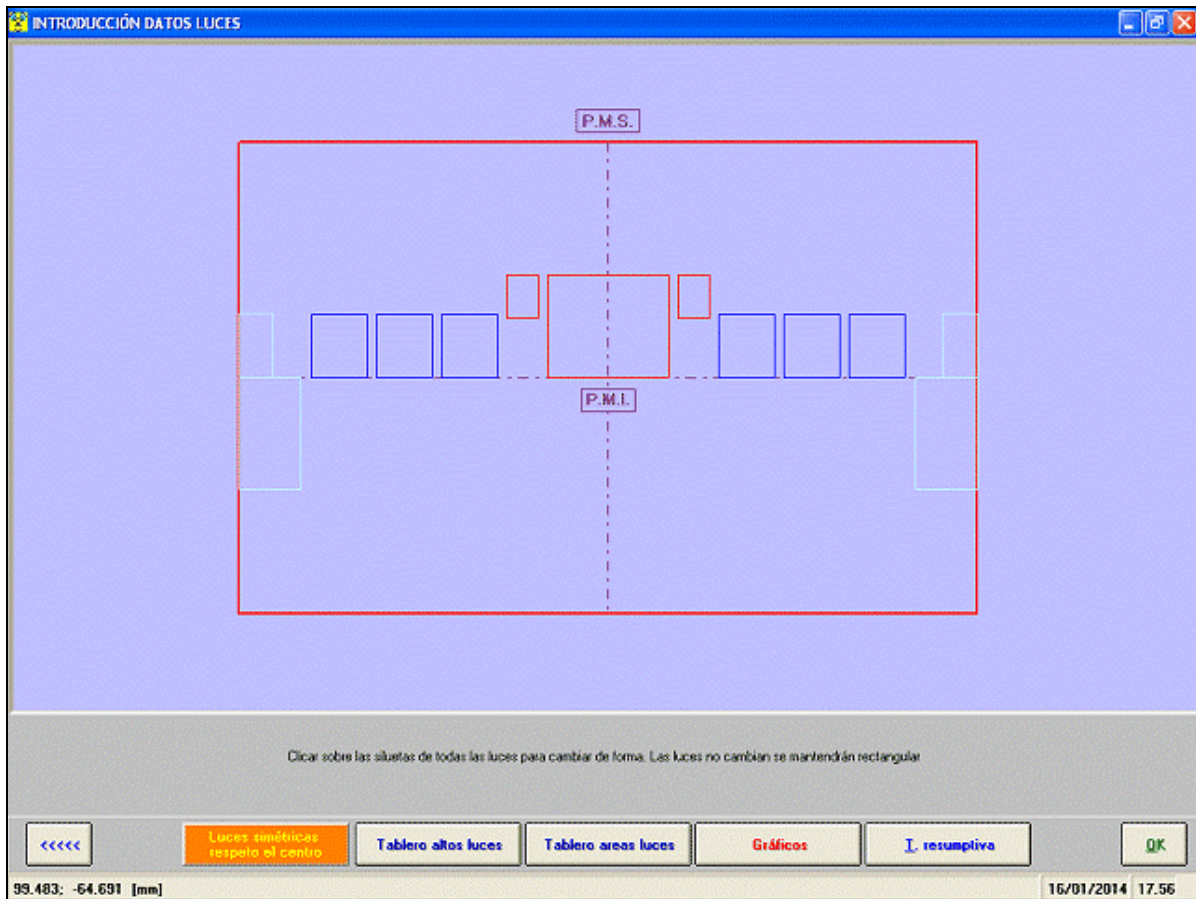 INTRODUCCIÓN DATOS LUCES
P.M.S.
P.M.I.
Clicar sobre las siluetas de todas las luces para cambiar de forma. Las luces no cambian se mantendrán rectangular
<<<<<
Luces simétricas
respeto el centro
Tablero altos luces
Tablero areas luces
Gráficos
T. resumptiva
OK
99.483; -64.691 [mm]
16/01/2014
17.56